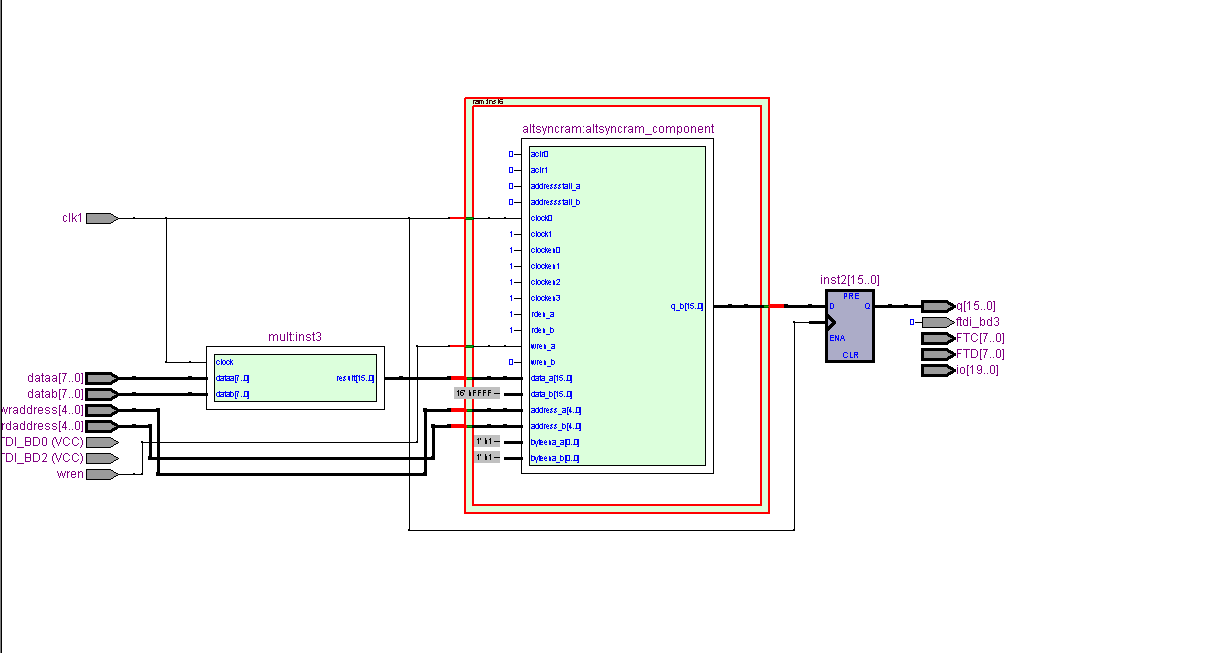 ram:inst6
altsyncram:altsyncram_component
0 aclr0
0 aclr1
0 addressstall_a
0 addressstall_b
clk1
clock0
1 clock1
1 clocken0
1 clocken1
1 clocken2
1 clocken3
1 rden_a
1 rden_b
wren_a
0 wren_b
data_a[15..0]
16' hFFFF data_b[15..0]
address_a[4..0]
address_b[4..0]
1' h1 byteena_a[0..0]
1' h1 byteena_b[0..0]
q_b[15..0]
mult:inst3
clock
dataa[7..0]
datab[7..0]
result[15..0]
dataa[7..0]
datab[7..0]
wraddress[4..0]
rdaddress[4..0]
TDI_BD0 (VCC)
TDI_BD2 (VCC)
wren
inst2[15..0]
PRE
D Q
ENA
CLR
q[15..0]
0 ftdi_bd3
FTC[7..0]
FTD[7..0]
io[19..0]